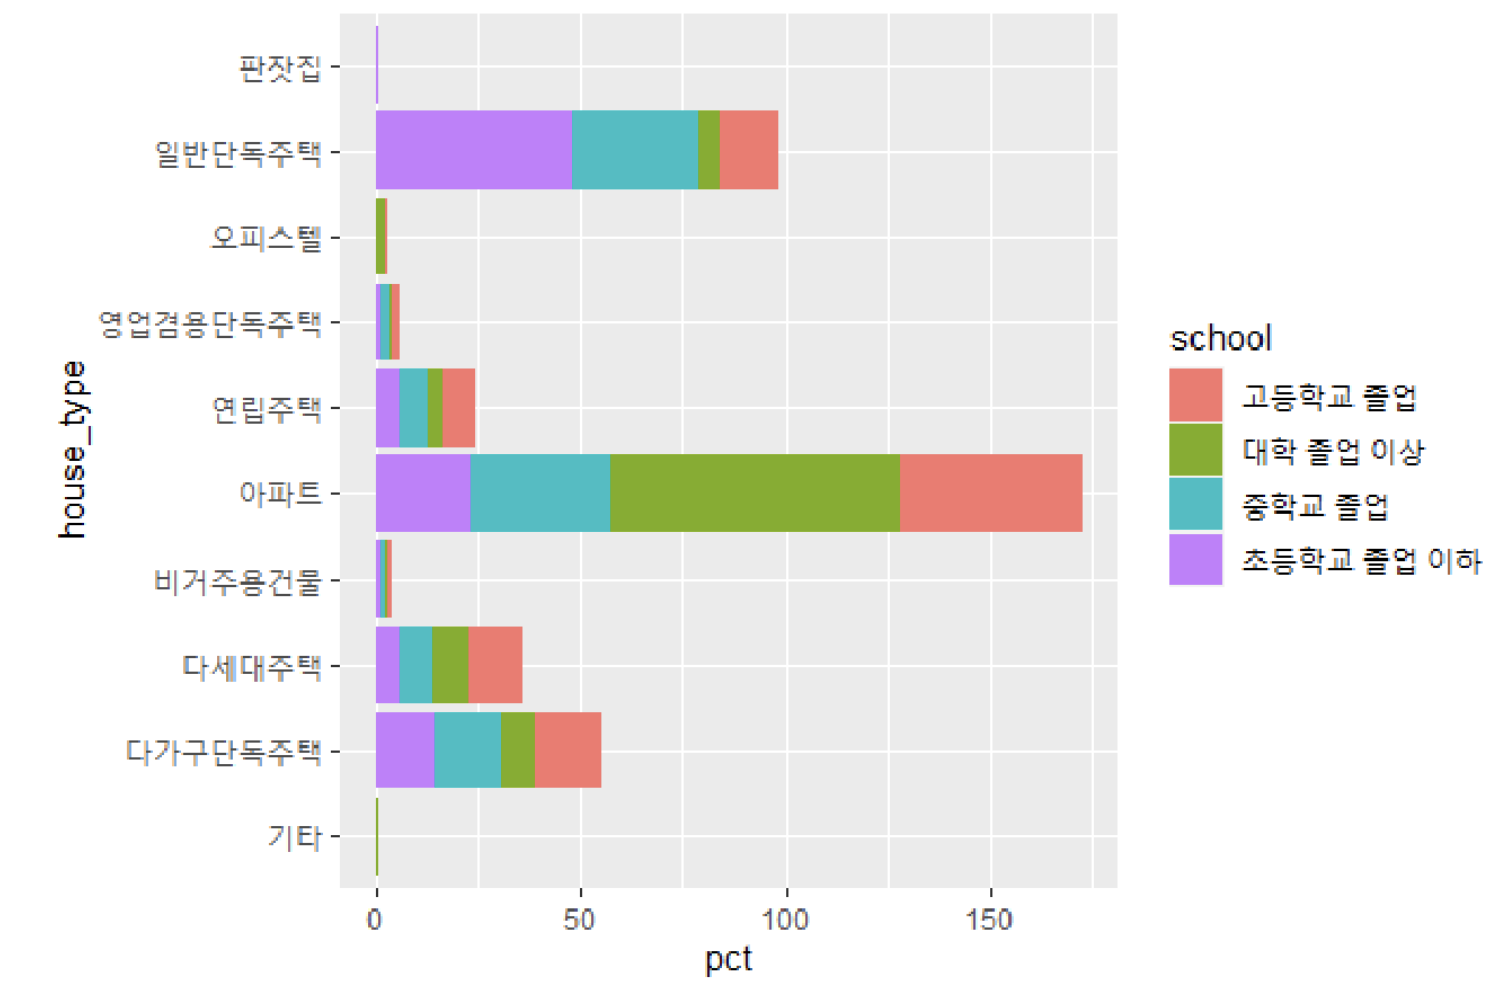 판잣집
일반단독주택
오피스텔
영업겸용단독주택
연립주택
아파트
비거주용건물
다세대주택
다가구단독주택
기타
house_type
0 50 100 150
pct
school
고등학교 졸업
대학 졸업 이상
중학교 졸업
초등학교 졸업 이하